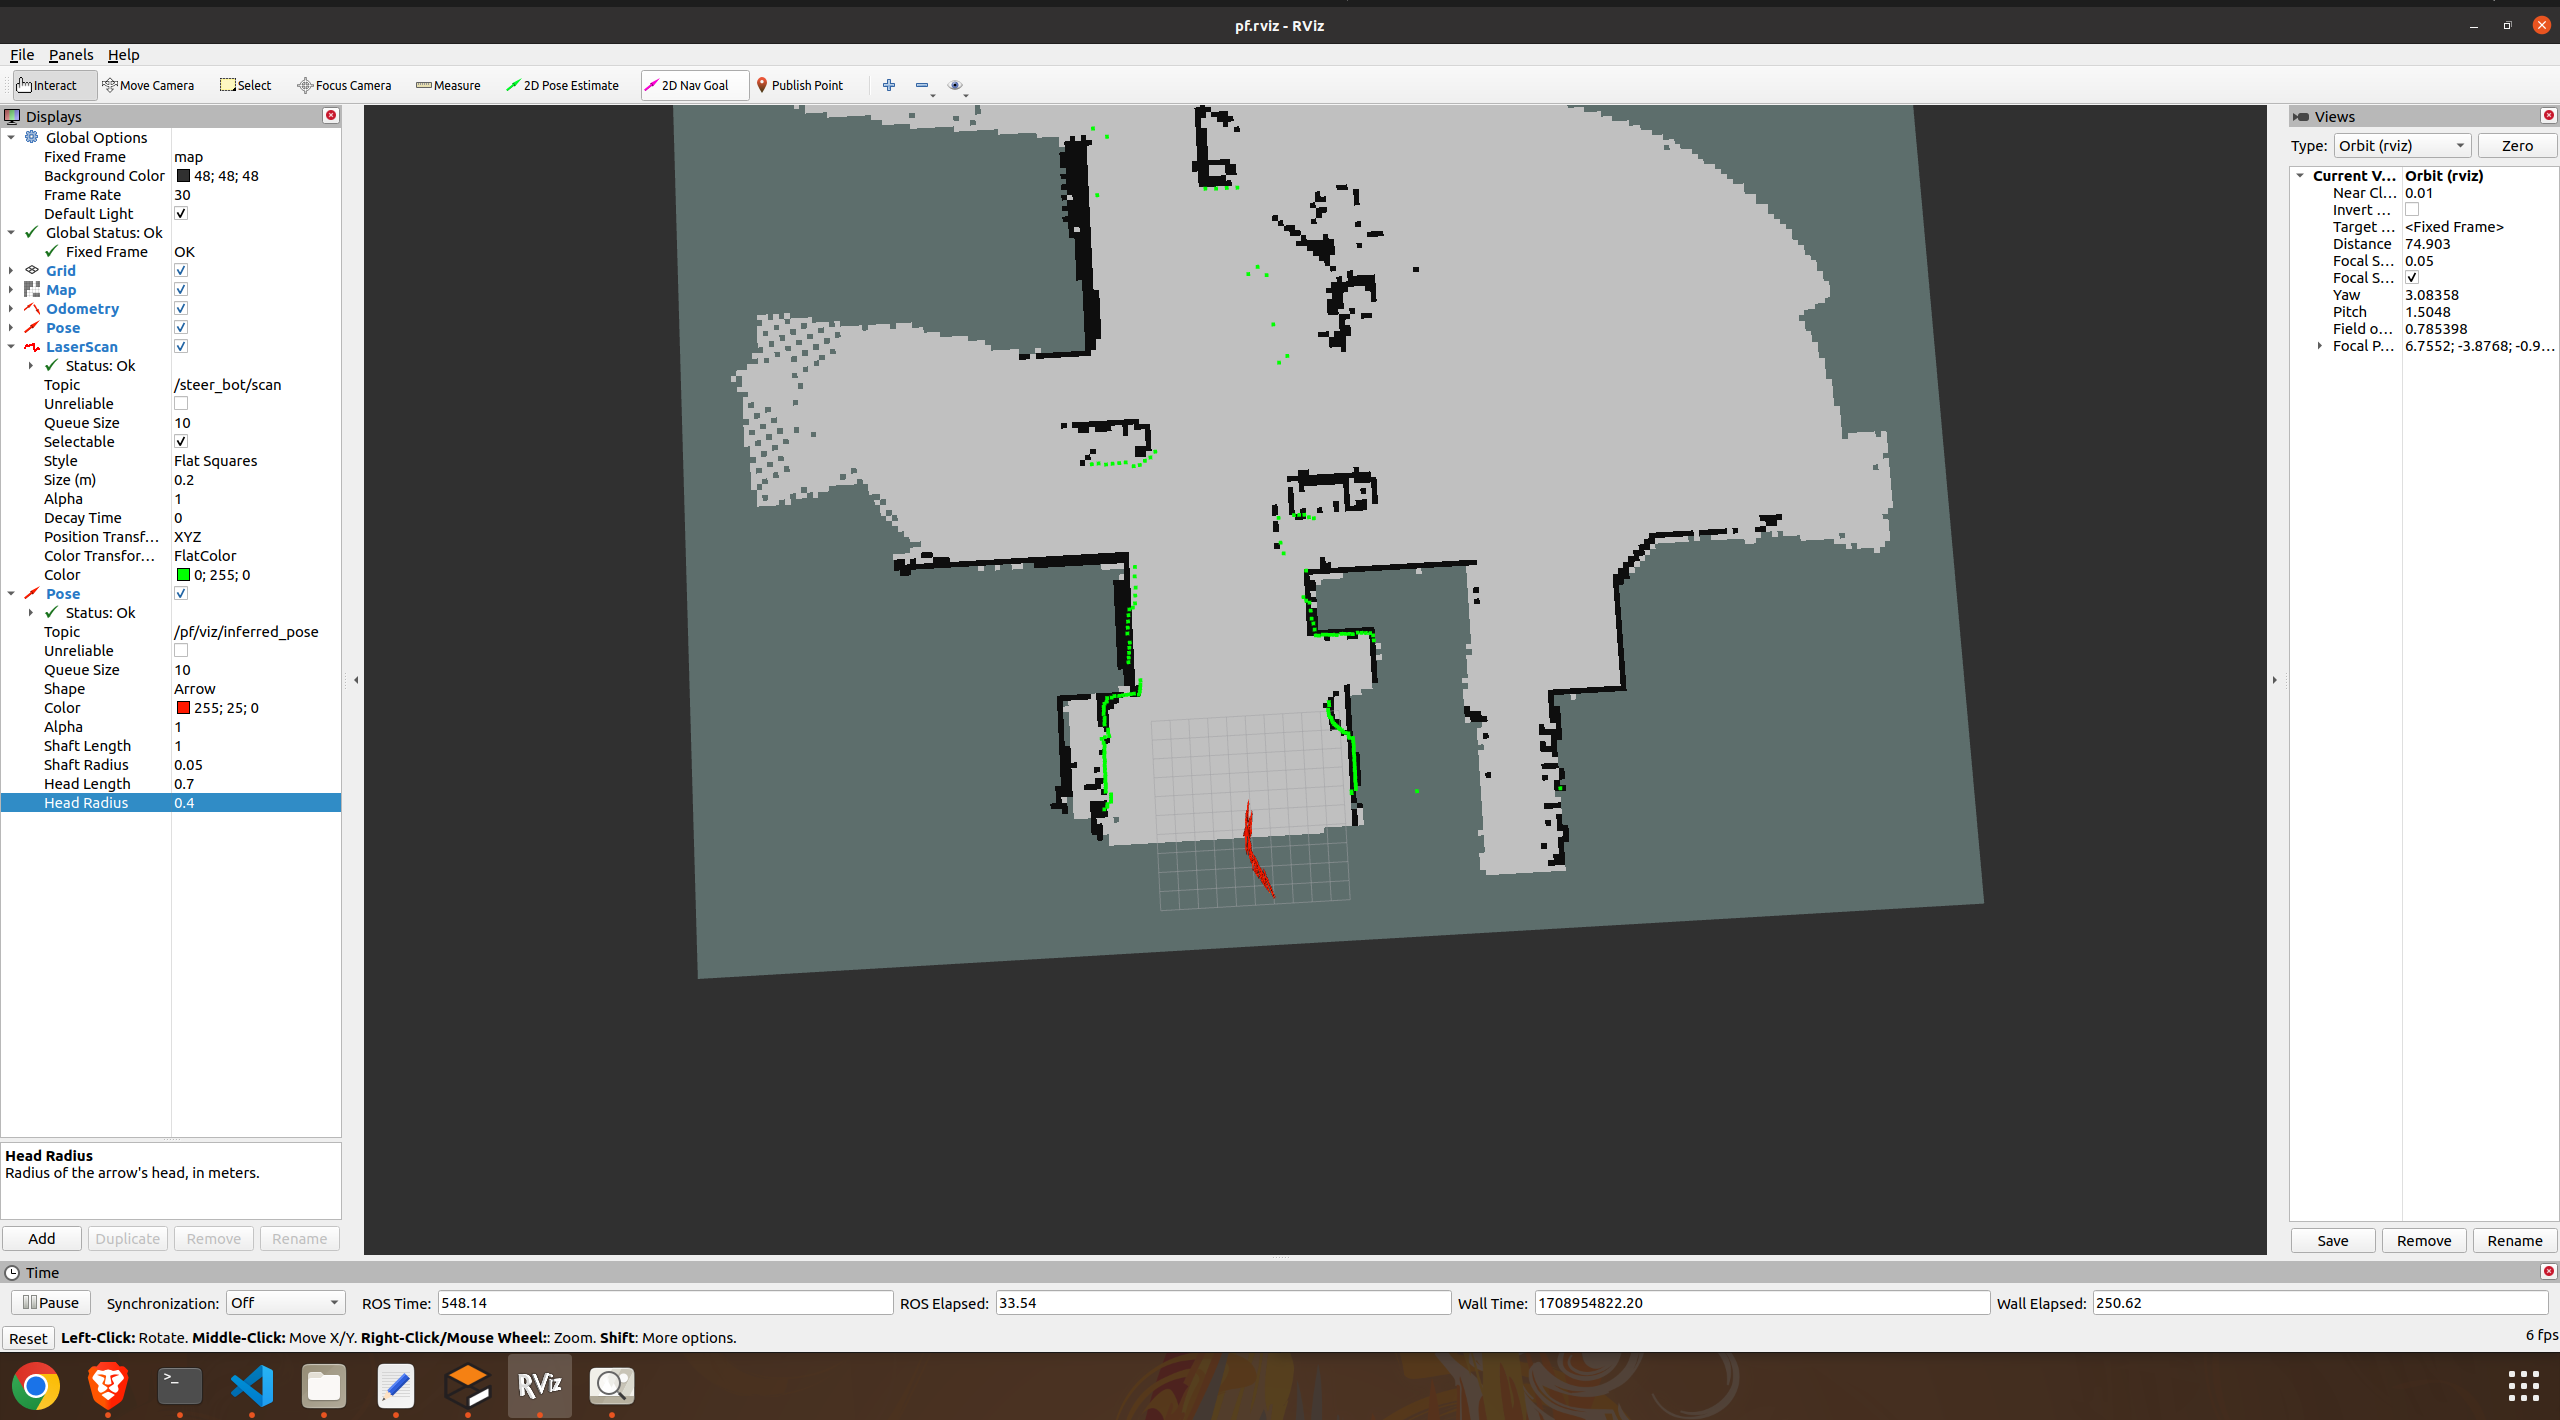 pf.rviz - RViz
File Panels Help
Interact Move Camera Select Focus Camera Measure 2D Pose Estimate 2D Nav Goal Publish Point
Displays
Global Options
Fixed Frame map
Background Color 48; 48; 48
Frame Rate 30
Default Light
Global Status: Ok
Fixed Frame OK
Grid
Map
Odometry
Pose
LaserScan
Status: Ok
Topic /steer_bot/scan
Unreliable
Queue Size 10
Selectable
Style Flat Squares
Size (m) 0.2
Alpha 1
Decay Time 0
Position Transf... XYZ
Color Transfor... FlatColor
Color 0; 255; 0
Pose
Status: Ok
Topic /pf/viz/inferred_pose
Unreliable
Queue Size 10
Shape Arrow
Color 255; 25; 0
Alpha 1
Shaft Length 1
Shaft Radius 0.05
Head Length 0.7
Head Radius 0.4
Head Radius
Radius of the arrow's head, in meters.
Add Duplicate Remove Rename
Views
Type: Orbit (rviz) Zero
Current V... Orbit (rviz)
Near Cl... 0.01
Invert ...
Target ... <Fixed Frame>
Distance 74.903
Focal S... 0.05
Focal S...
Yaw 3.08358
Pitch 1.5048
Field o... 0.785398
Focal P... 6.7552; -3.8768; -0.9...
Save Remove Rename
Time
Pause Synchronization: Off ROS Time: 548.14 ROS Elapsed: 33.54 Wall Time: 1708954822.20 Wall Elapsed: 250.62
Reset Left-Click: Rotate. Middle-Click: Move X/Y. Right-Click/Mouse Wheel:: Zoom. Shift: More options. 6 fps
>_ RViz